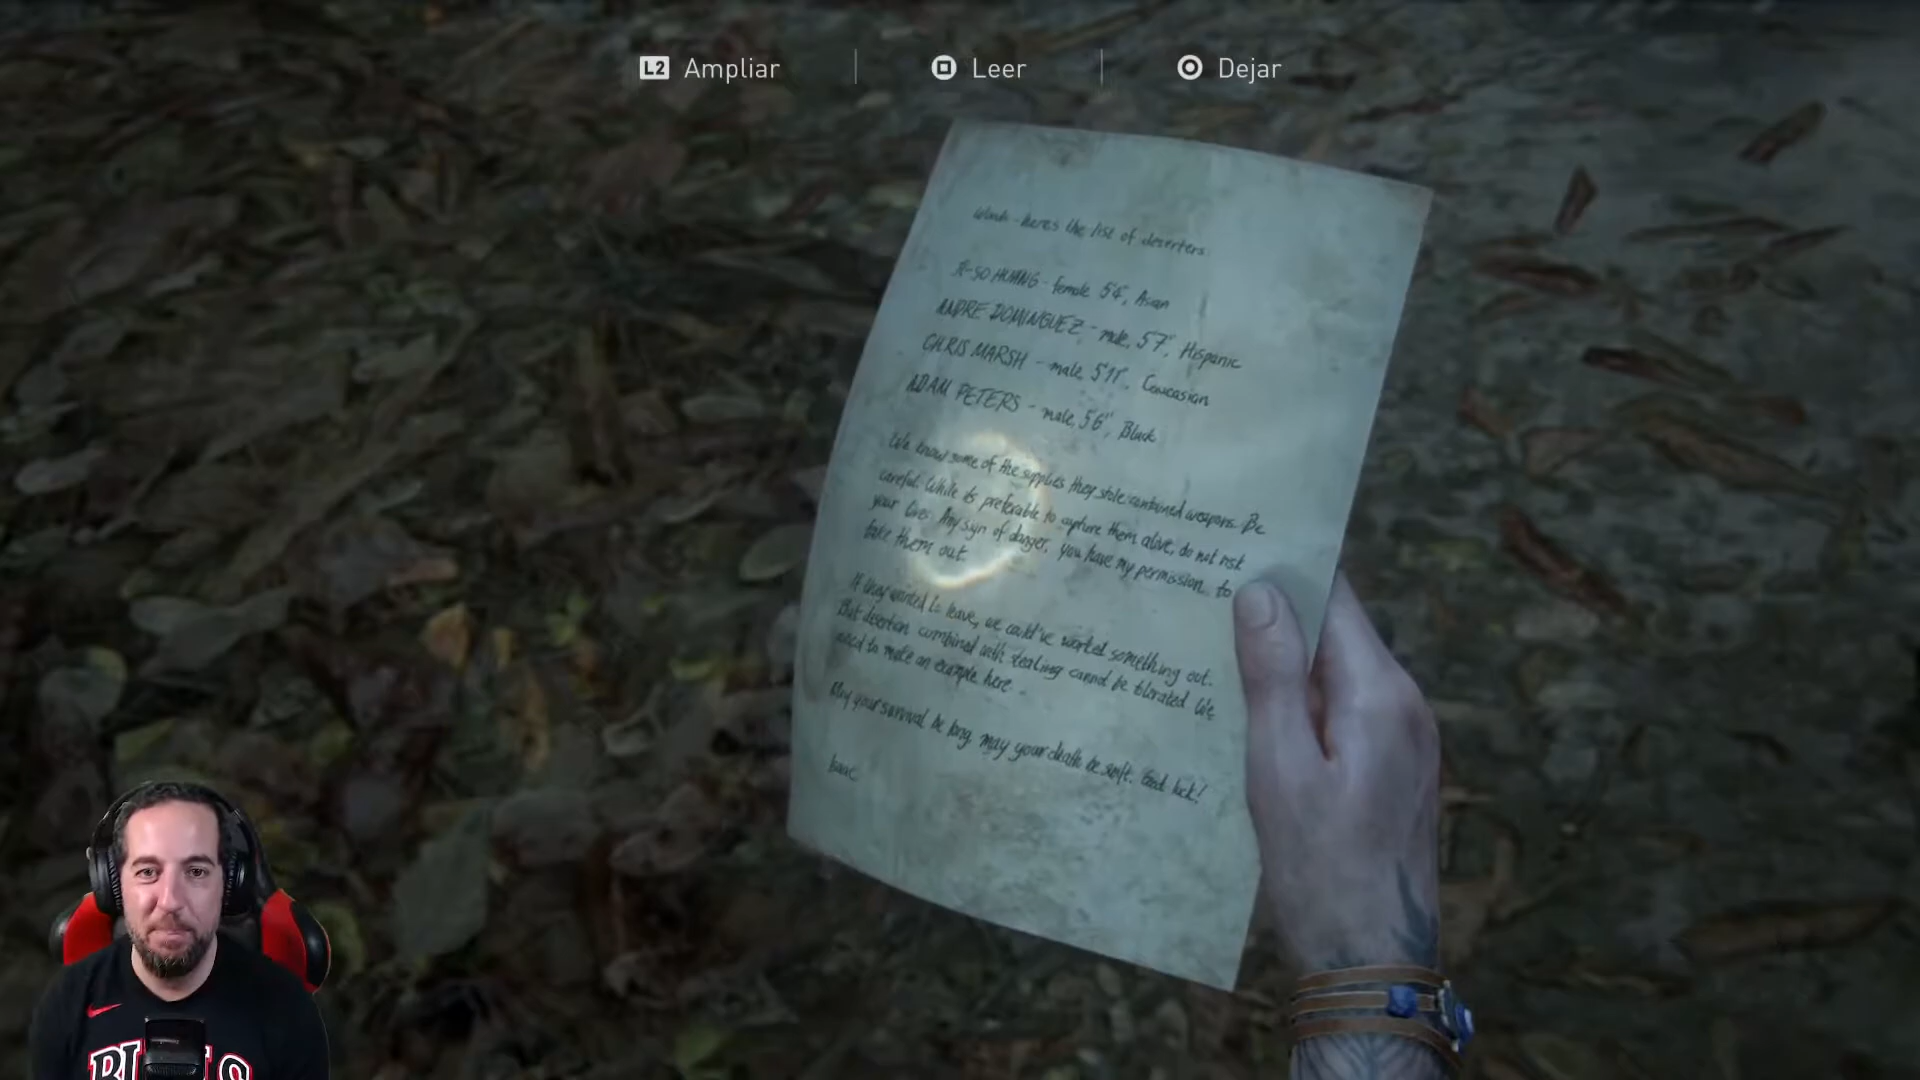 L2 Ampliar
Leer
Dejar
here's the list of deserters.
JI-SO HUANG - female 5'4", Asian
ANDRE DOMINGUEZ - male, 5'7", Hispanic
CHRIS MARSH - male, 5'11", Caucasian
ADAM PETERS - male, 5'6", Black
We know some of the supplies they stole contained weapons. Be
careful. While its preferable to capture them alive, do not risk
your lives. Any sign of danger, you have my permission to
take them out.
If they wanted to leave, we could've worked something out.
But desertion combined with stealing cannot be tolerated. We
need to make an example here.
May your survival be long, may your death be swift. Good luck!
Isaac